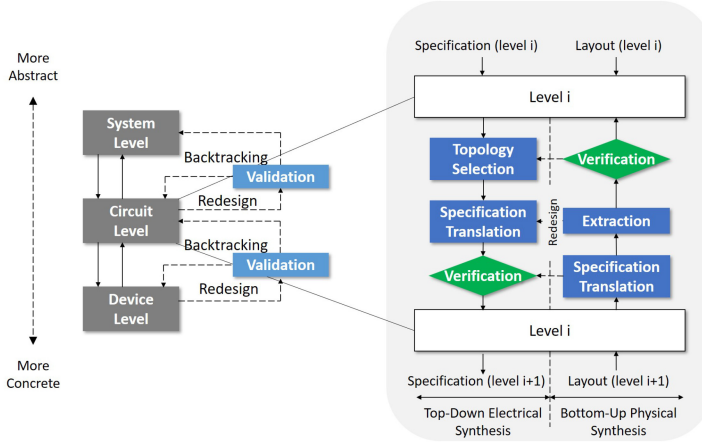 More
Abstract
System
Level
Backtracking
Validation
Redesign
Circuit
Level
Backtracking
Validation
Redesign
Device
Level
More
Concrete
Specification (level i)
Layout (level i)
Level i
Topology
Selection
Verification
Specification
Translation
Redesign
Extraction
Verification
Specification
Translation
Level i
Specification (level i+1)
Layout (level i+1)
Top-Down Electrical
Synthesis
Bottom-Up Physical
Synthesis